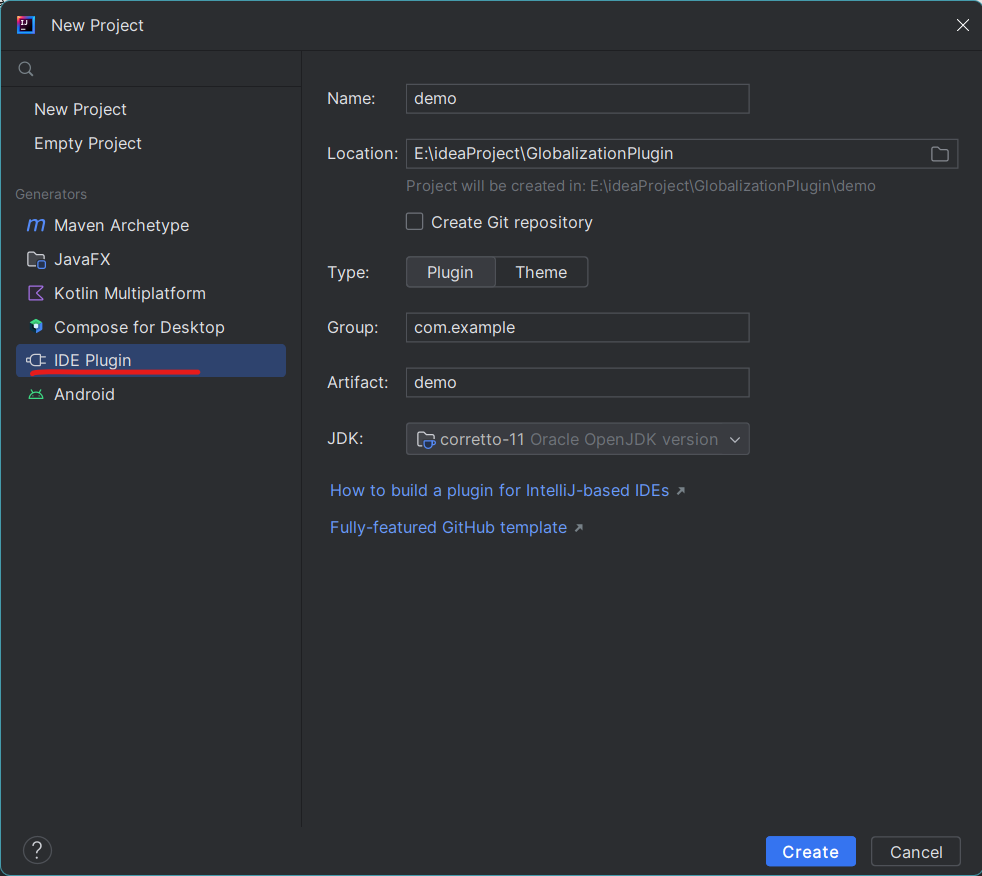 New Project
New Project
Empty Project
Generators
Maven Archetype
JavaFX
Kotlin Multiplatform
Compose for Desktop
IDE Plugin
Android
Name: demo
Location: E:\ideaProject\GlobalizationPlugin
Project will be created in: E:\ideaProject\GlobalizationPlugin\demo
Create Git repository
Type: Plugin Theme
Group: com.example
Artifact: demo
JDK: corretto-11 Oracle OpenJDK version
How to build a plugin for IntelliJ-based IDEs ↗
Fully-featured GitHub template ↗
? Create Cancel